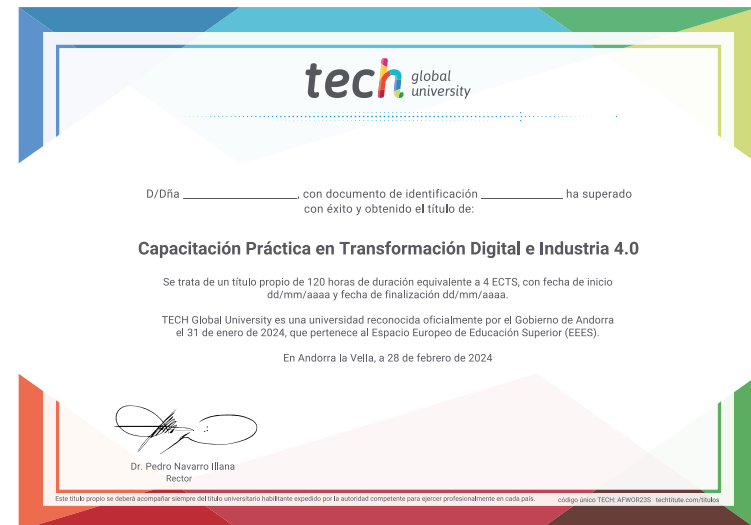 tech global university
D/Dña ____________________, con documento de identificación ______________ ha superado
con éxito y obtenido el título de:
Capacitación Práctica en Transformación Digital e Industria 4.0
Se trata de un título propio de 120 horas de duración equivalente a 4 ECTS, con fecha de inicio
dd/mm/aaaa y fecha de finalización dd/mm/aaaa.
TECH Global University es una universidad reconocida oficialmente por el Gobierno de Andorra
el 31 de enero de 2024, que pertenece al Espacio Europeo de Educación Superior (EEES).
En Andorra la Vella, a 28 de febrero de 2024
Dr. Pedro Navarro Illana
Rector
Este título propio se deberá acompañar siempre del título universitario habilitante expedido por la autoridad competente para ejercer profesionalmente en cada país. código único TECH: AFWOR23S techtitute.com/titulos